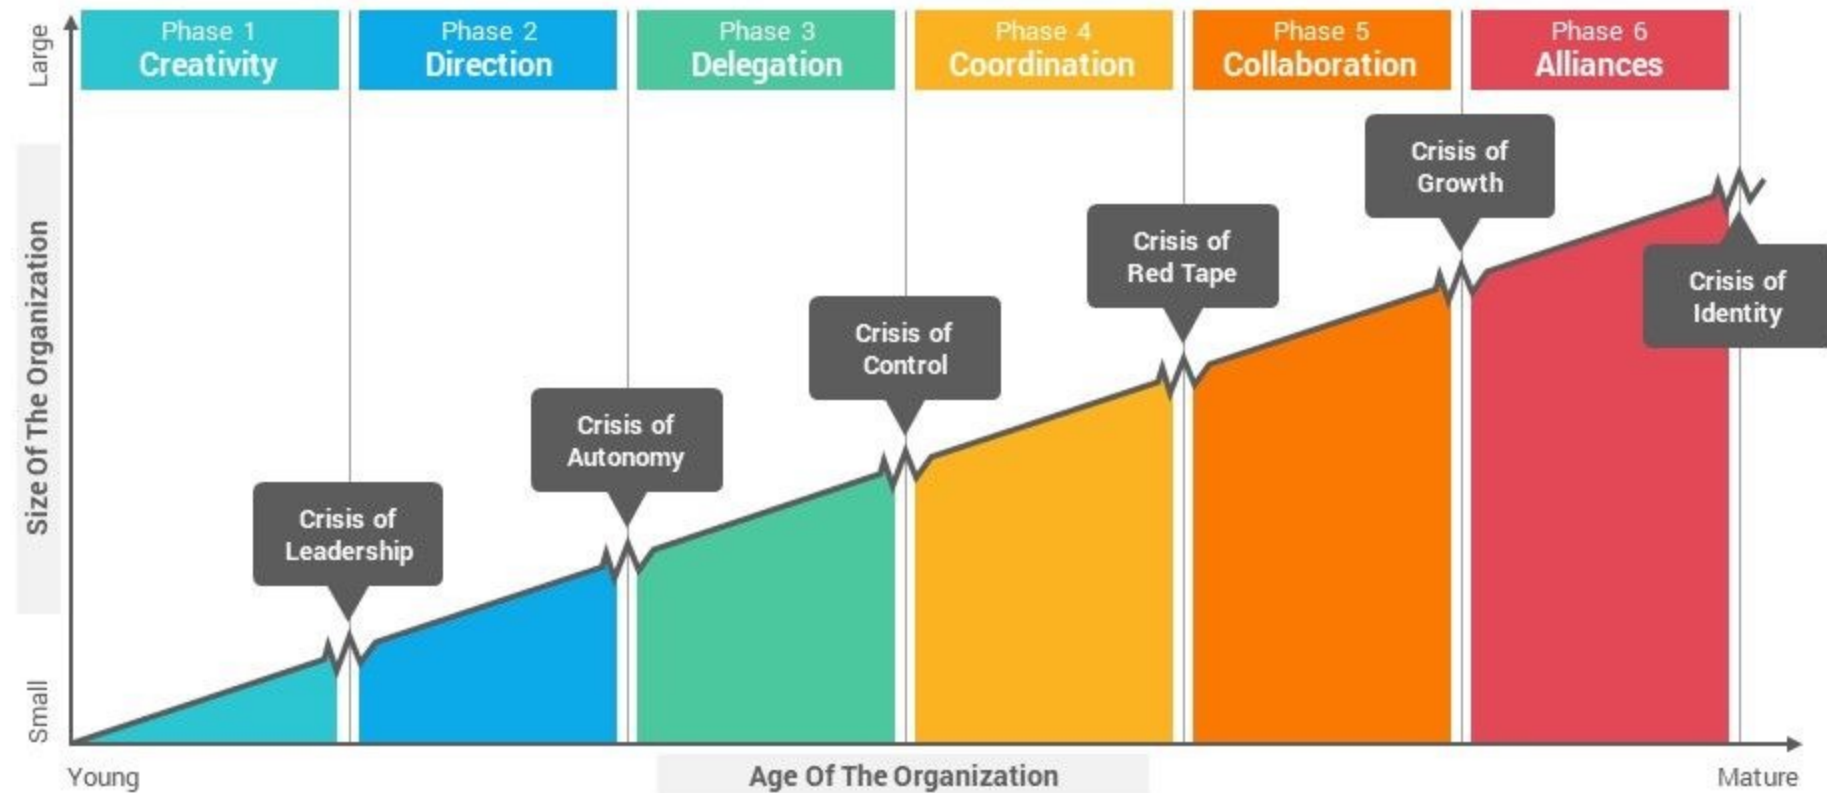 Large
Phase 1
Creativity
Phase 2
Direction
Phase 3
Delegation
Phase 4
Coordination
Phase 5
Collaboration
Phase 6
Alliances
Crisis of
Growth
Crisis of
Red Tape
Crisis of
Identity
Crisis of
Control
Crisis of
Autonomy
Crisis of
Leadership
Size Of The Organization
Small
Young
Age Of The Organization
Mature